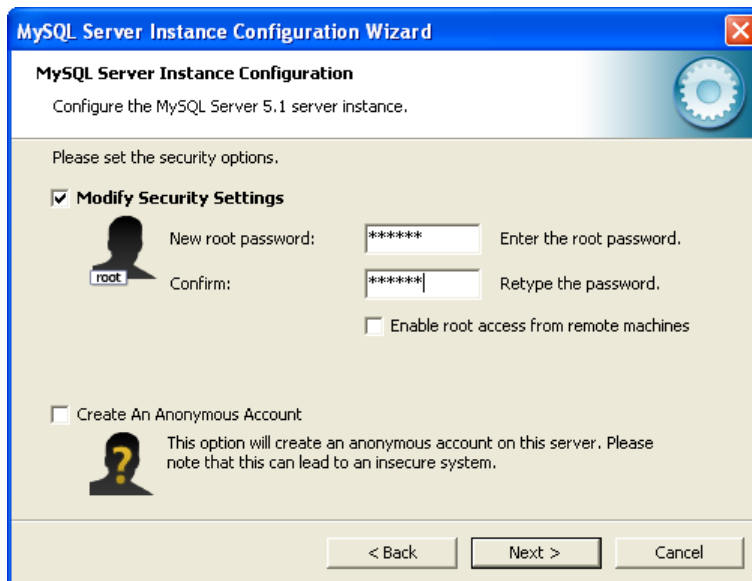 MySQL Server Instance Configuration Wizard
MySQL Server Instance Configuration
Configure the MySQL Server 5.1 server instance.
Please set the security options.
Modify Security Settings
New root password: ****** Enter the root password.
root
Confirm: ****** Retype the password.
Enable root access from remote machines
Create An Anonymous Account
This option will create an anonymous account on this server. Please
note that this can lead to an insecure system.
< Back Next > Cancel